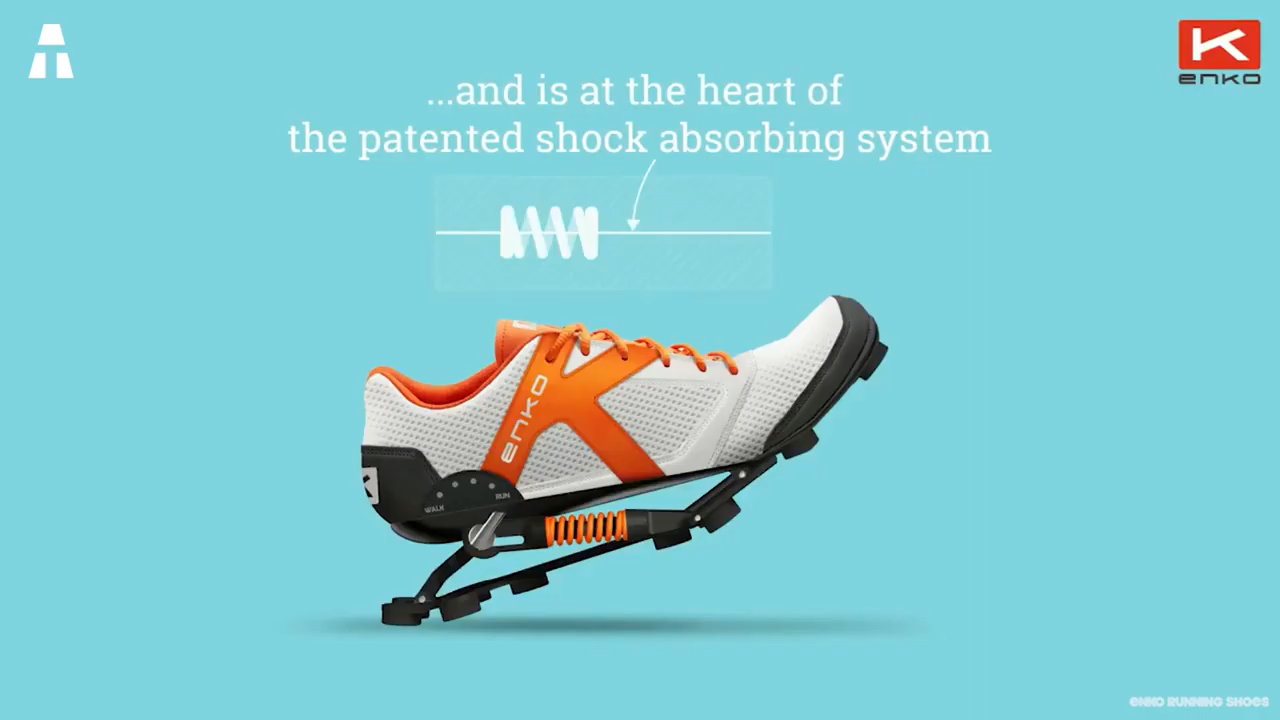 K
enko
...and is at the heart of
the patented shock absorbing system
enko
K
WALK
RUN
ENKO RUNNING SHOES